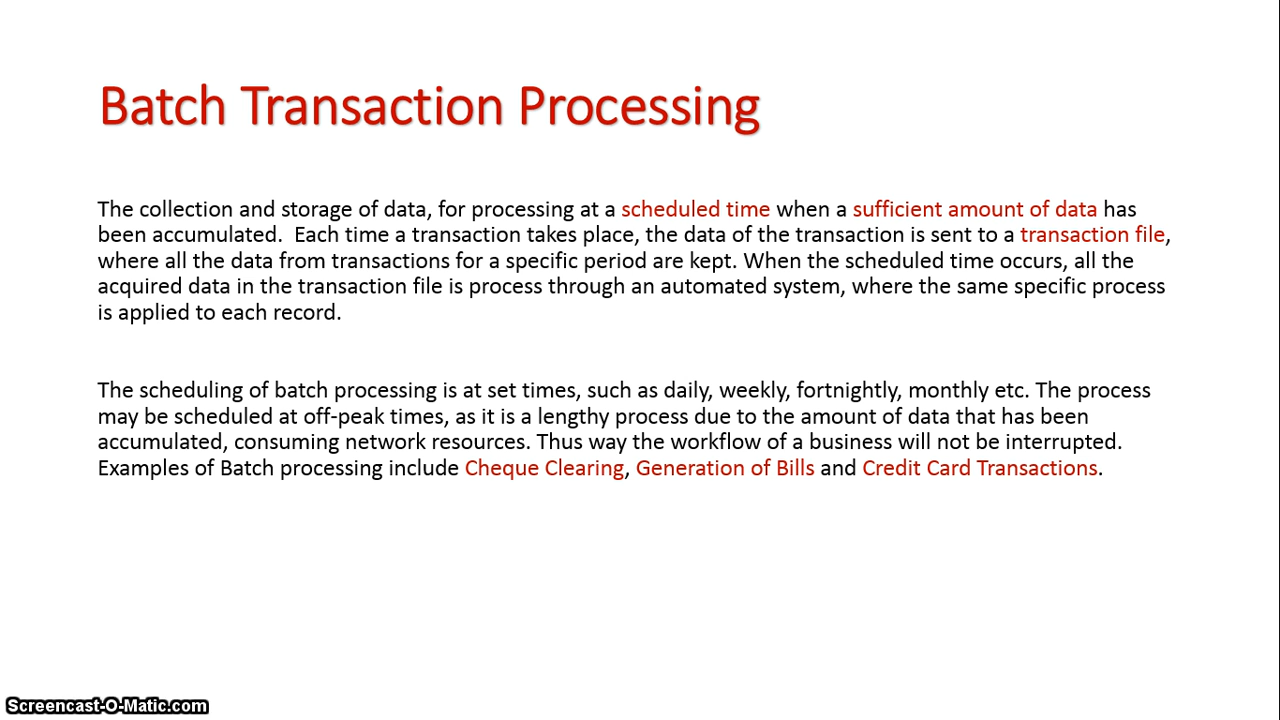 Batch Transaction Processing
The collection and storage of data, for processing at a scheduled time when a sufficient amount of data has
been accumulated.  Each time a transaction takes place, the data of the transaction is sent to a transaction file,
where all the data from transactions for a specific period are kept. When the scheduled time occurs, all the
acquired data in the transaction file is process through an automated system, where the same specific process
is applied to each record.
The scheduling of batch processing is at set times, such as daily, weekly, fortnightly, monthly etc. The process
may be scheduled at off-peak times, as it is a lengthy process due to the amount of data that has been
accumulated, consuming network resources. Thus way the workflow of a business will not be interrupted.
Examples of Batch processing include Cheque Clearing, Generation of Bills and Credit Card Transactions.
Screencast-O-Matic.com